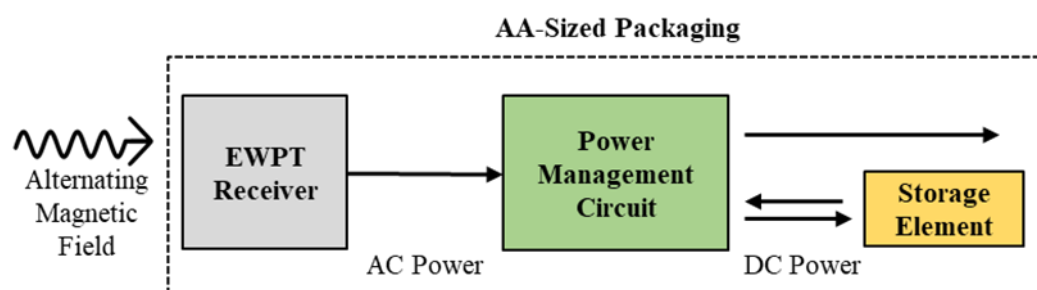 AA-Sized Packaging
Alternating
Magnetic
Field
EWPT
Receiver
AC Power
Power
Management
Circuit
DC Power
Storage
Element